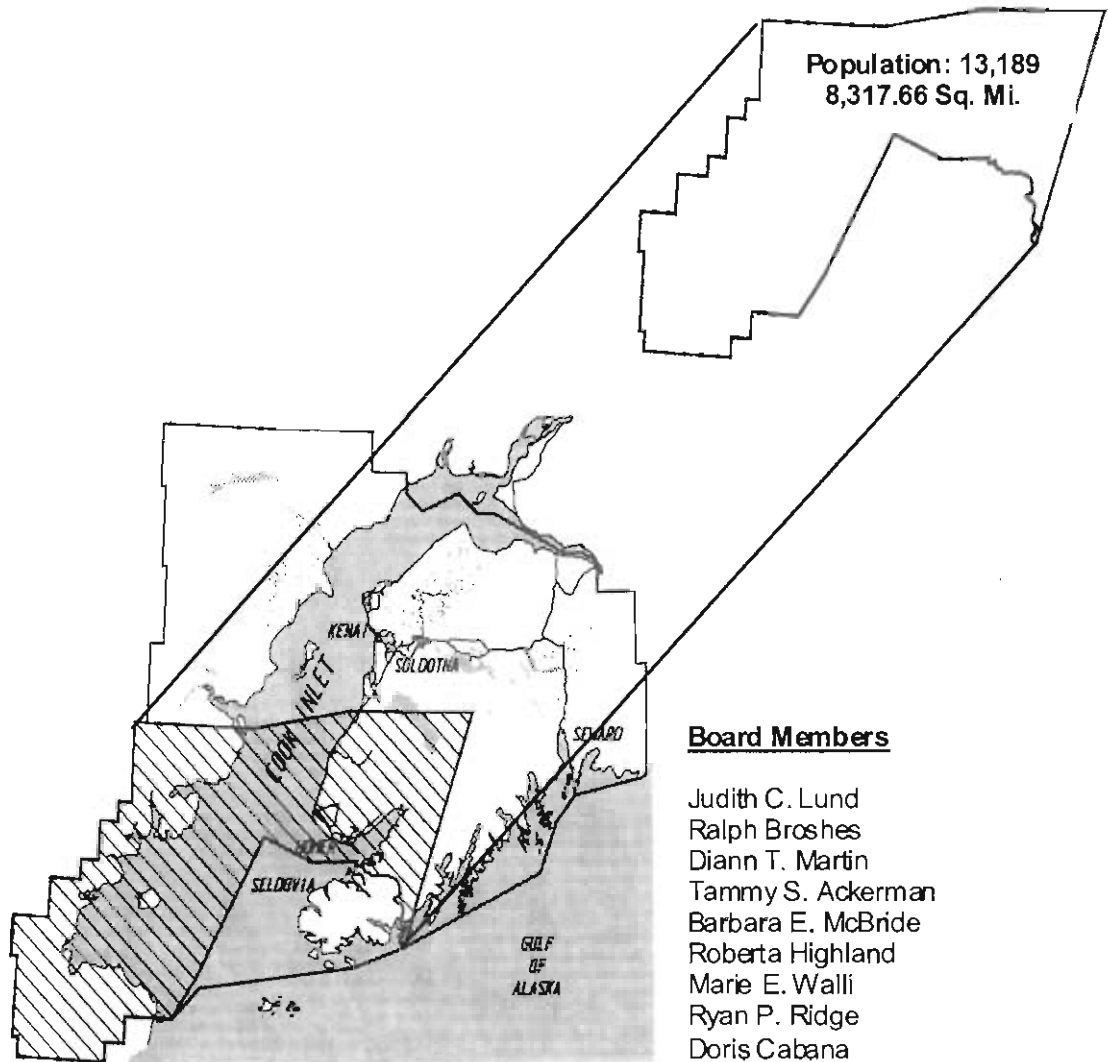 Population: 13,189
8,317.66 Sq. Mi.
KENAI
SOLDOTNA
COOK INLET
SEWARD
HOMER
SELDOVIA
GULF
OF
ALASKA
Board Members
Judith C. Lund
Ralph Broshes
Diann T. Martin
Tammy S. Ackerman
Barbara E. McBride
Roberta Highland
Marie E. Walli
Ryan P. Ridge
Doris Cabana